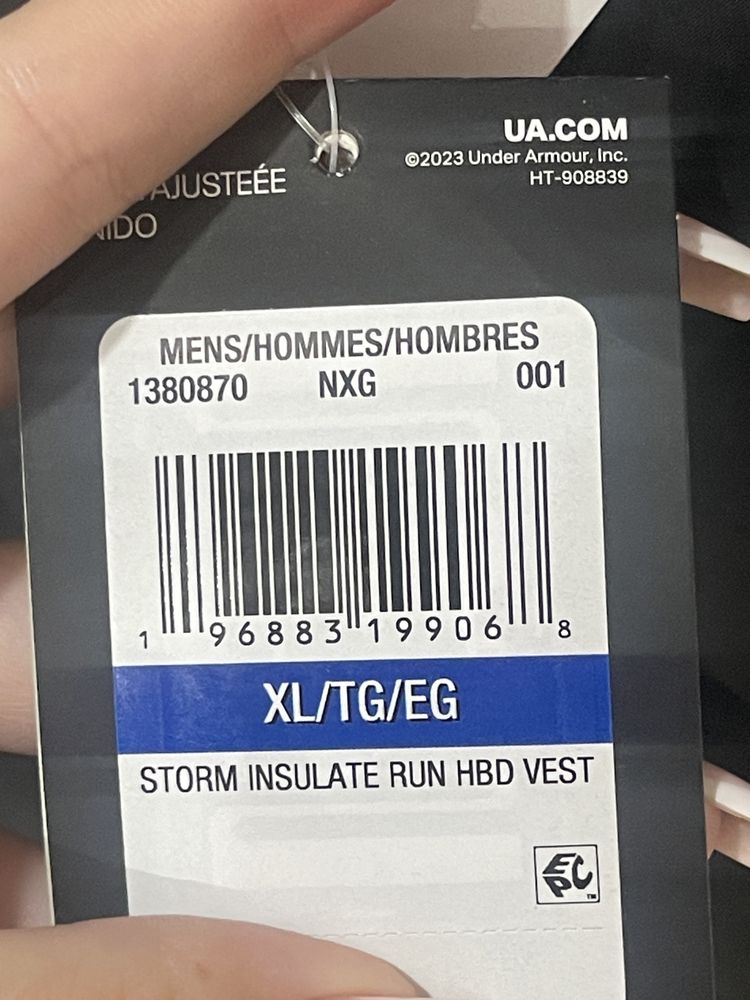 UA.COM
©2023 Under Armour, Inc.
HT-908839
AJUSTEÉE
MENS/HOMMES/HOMBRES
1380870 NXG 001
1 96883 19906 8
XL/TG/EG
STORM INSULATE RUN HBD VEST
EPC
TM